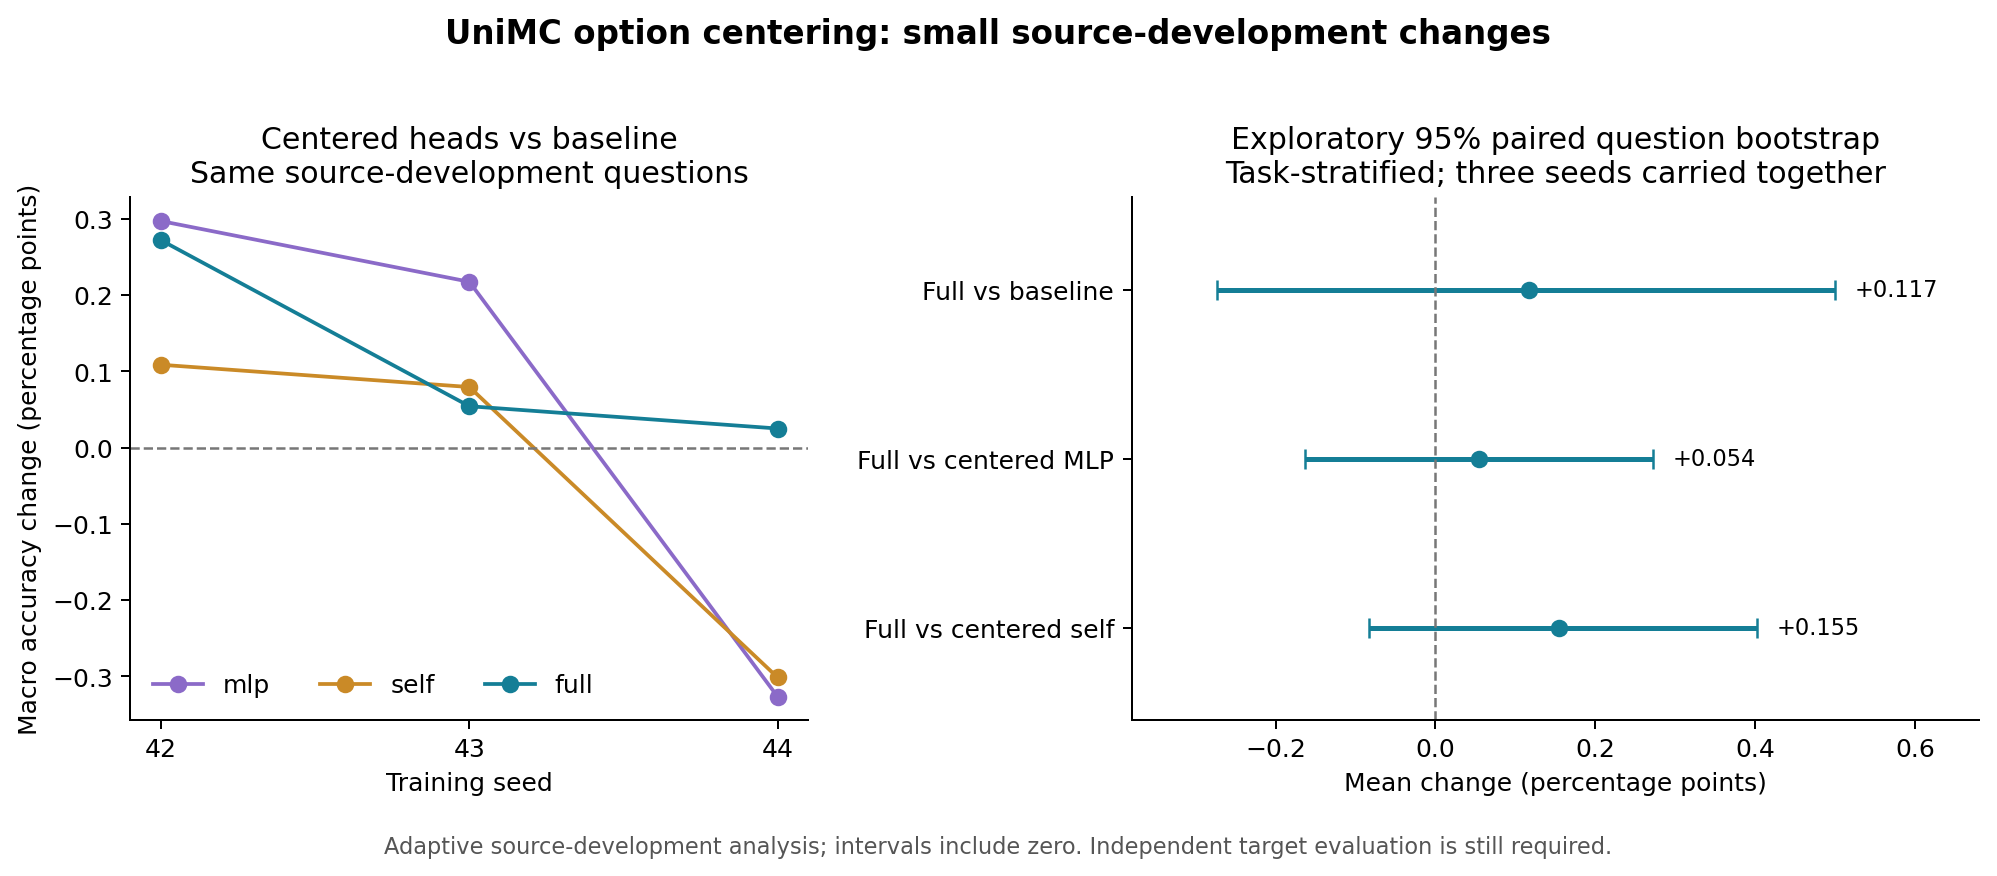 UniMC option centering: small source-development changes
Centered heads vs baseline
Same source-development questions
Macro accuracy change (percentage points)
0.3
0.2
0.1
0.0
−0.1
−0.2
−0.3
mlp self full
42 43 44
Training seed
Exploratory 95% paired question bootstrap
Task-stratified; three seeds carried together
Full vs baseline +0.117
Full vs centered MLP +0.054
Full vs centered self +0.155
−0.2 0.0 0.2 0.4 0.6
Mean change (percentage points)
Adaptive source-development analysis; intervals include zero. Independent target evaluation is still required.